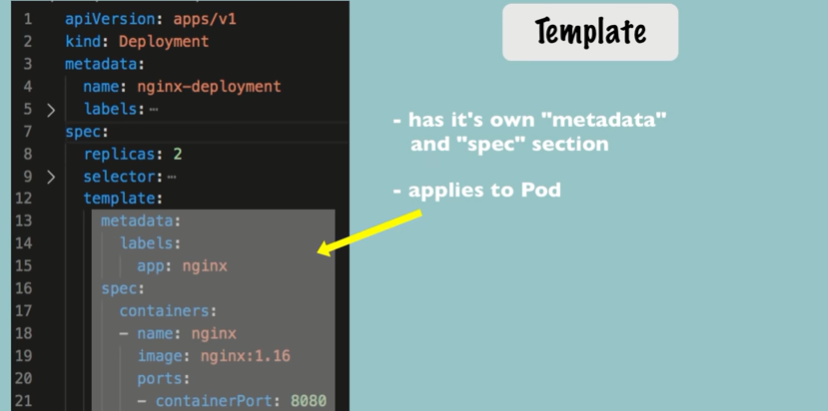 1 apiVersion: apps/v1
2 kind: Deployment
3 metadata:
4 name: nginx-deployment
5 > labels:⋯
7 spec:
8 replicas: 2
9 > selector:⋯
12 template:
13 metadata:
14 labels:
15 app: nginx
16 spec:
17 containers:
18 - name: nginx
19 image: nginx:1.16
20 ports:
21 - containerPort: 8080
Template
- has it's own "metadata"
and "spec" section
- applies to Pod